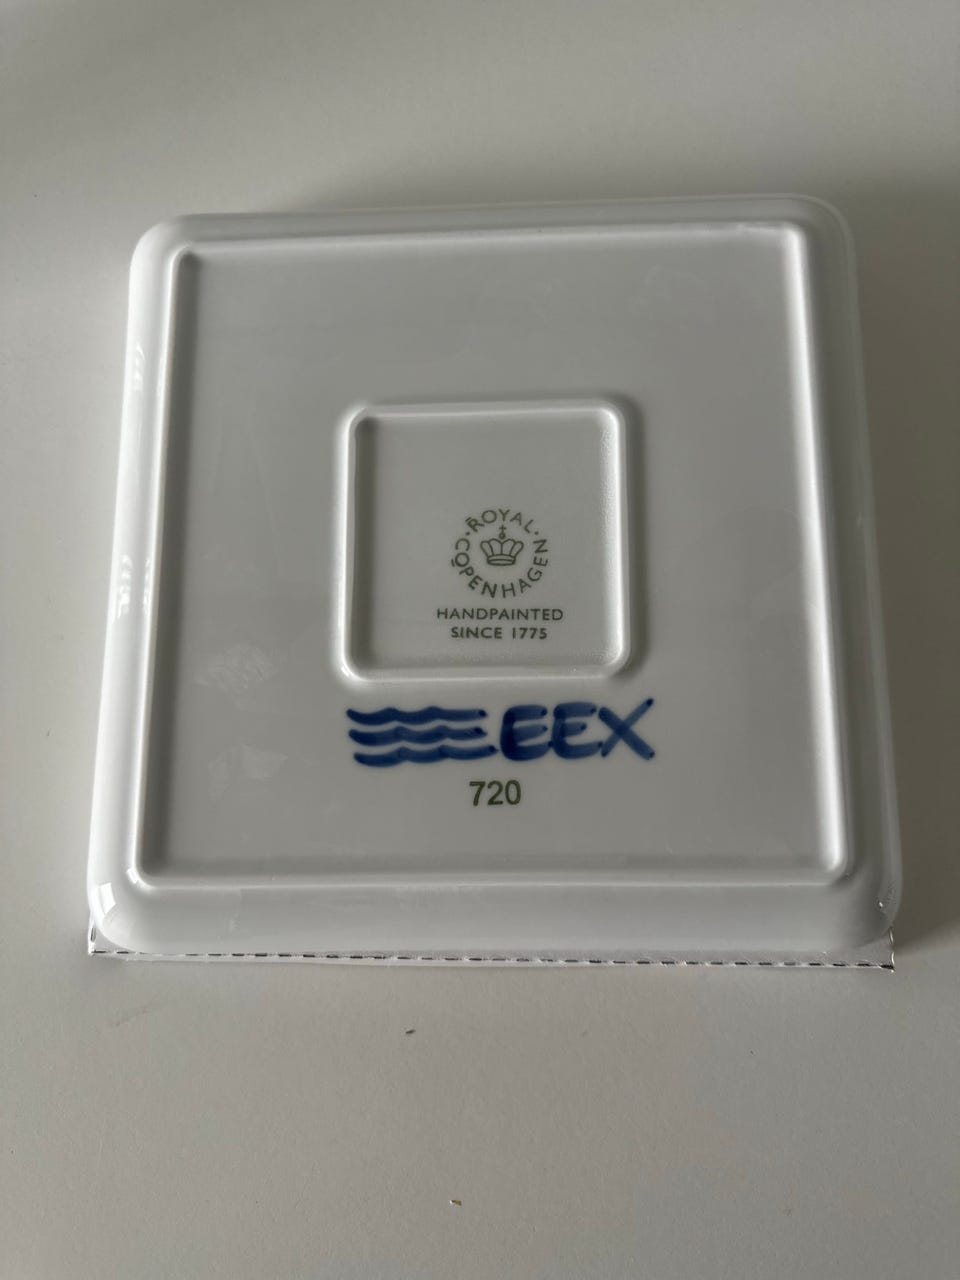 ROYAL
COPENHAGEN
HANDPAINTED
SINCE 1775
EEX
720